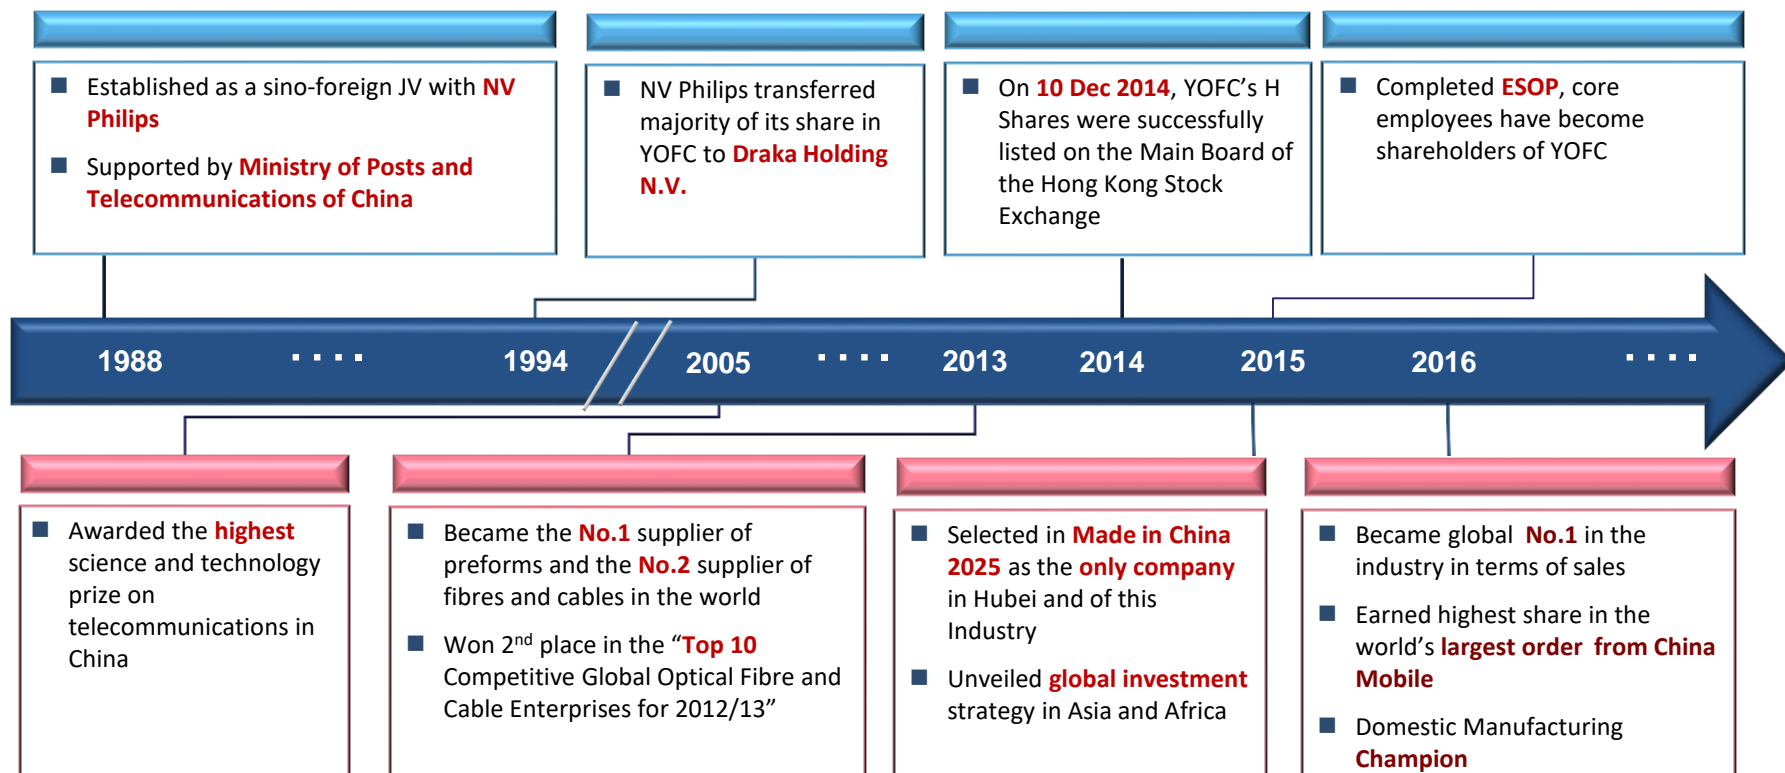 Established as a sino-foreign JV with NV
Philips
Supported by Ministry of Posts and
Telecommunications of China
NV Philips transferred
majority of its share in
YOFC to Draka Holding
N.V.
On 10 Dec 2014, YOFC’s H
Shares were successfully
listed on the Main Board of
the Hong Kong Stock
Exchange
Completed ESOP, core
employees have become
shareholders of YOFC
1988 .... 1994 2005 .... 2013 2014 2015 2016 ....
Awarded the highest
science and technology
prize on
telecommunications in
China
Became the No.1 supplier of
preforms and the No.2 supplier of
fibres and cables in the world
Won 2nd place in the “Top 10
Competitive Global Optical Fibre and
Cable Enterprises for 2012/13”
Selected in Made in China
2025 as the only company
in Hubei and of this
Industry
Unveiled global investment
strategy in Asia and Africa
Became global No.1 in the
industry in terms of sales
Earned highest share in the
world’s largest order from China
Mobile
Domestic Manufacturing
Champion